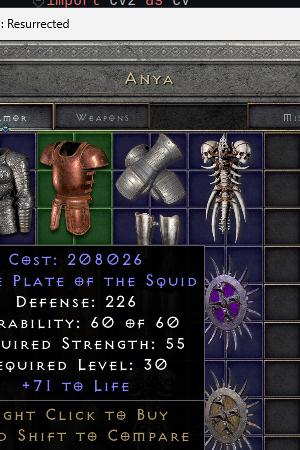 import cv2 as cv
: Resurrected
Anya
mor Weapons Mis
Cost: 208026
e Plate of the Squid
Defense: 226
rability: 60 of 60
uired Strength: 55
equired Level: 30
+71 to Life
ght Click to Buy
d Shift to Compare